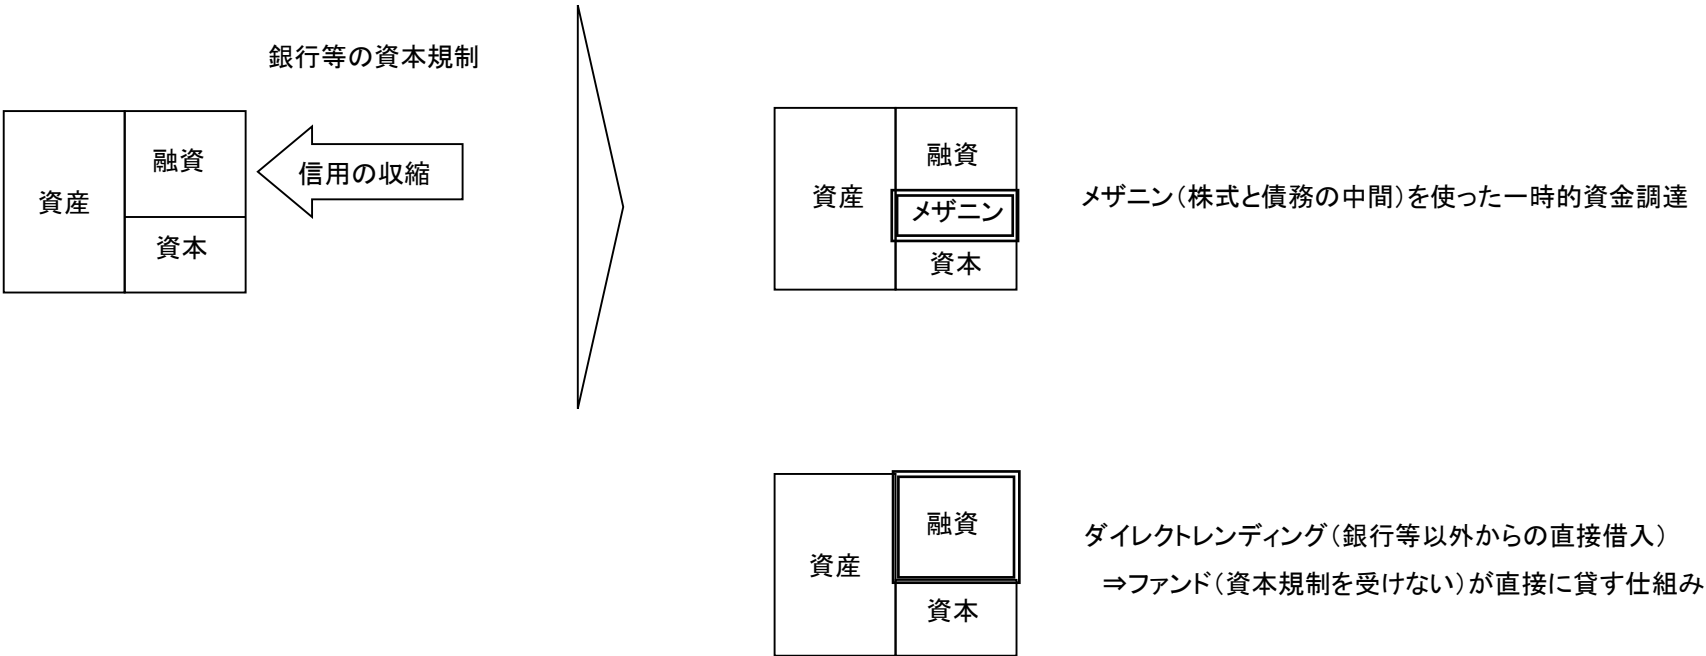 銀行等の資本規制
資産
融資
資本
信用の収縮
資産
融資
メザニン
資本
メザニン（株式と債務の中間）を使った一時的資金調達
資産
融資
資本
ダイレクトレンディング（銀行等以外からの直接借入）
⇒ファンド（資本規制を受けない）が直接に貸す仕組み